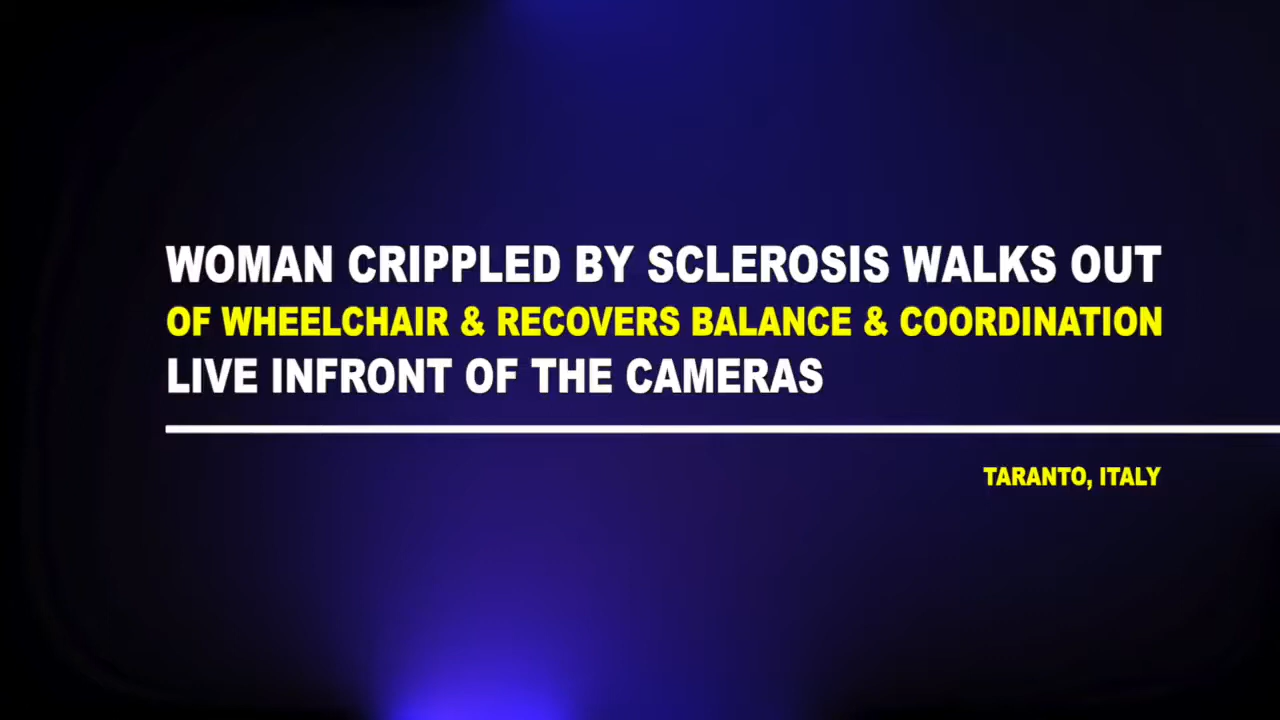 WOMAN CRIPPLED BY SCLEROSIS WALKS OUT
OF WHEELCHAIR & RECOVERS BALANCE & COORDINATION
LIVE INFRONT OF THE CAMERAS
TARANTO, ITALY